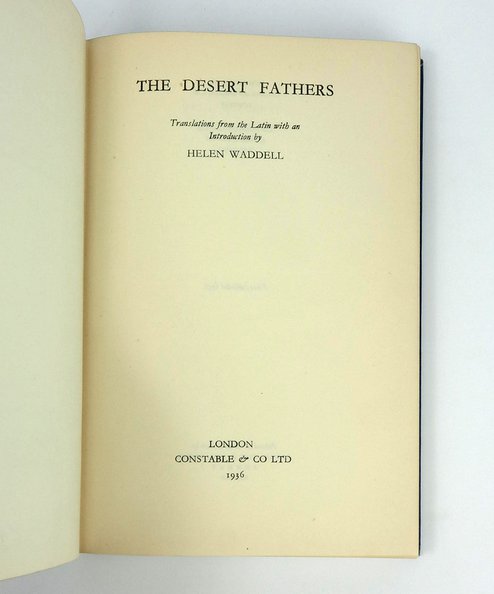 THE DESERT FATHERS
Translations from the Latin with an
Introduction by
HELEN WADDELL
LONDON
CONSTABLE & CO LTD
1936